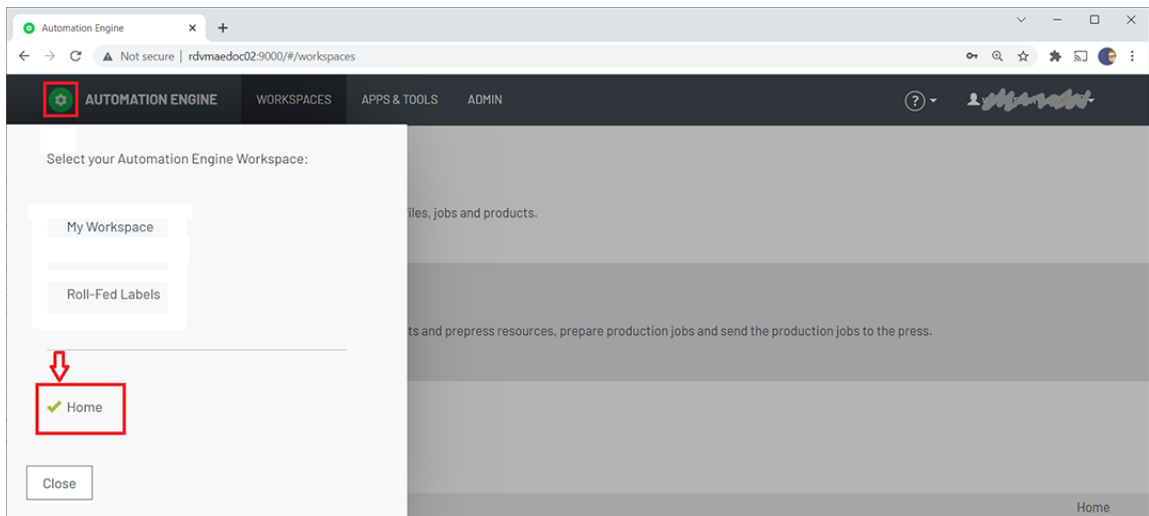 Automation Engine
Not secure | rdvmaedoc02:9000/#/workspaces
AUTOMATION ENGINE WORKSPACES APPS & TOOLS ADMIN ?
Select your Automation Engine Workspace:
iles, jobs and products.
My Workspace
Roll-Fed Labels
ts and prepress resources, prepare production jobs and send the production jobs to the press.
Home
Close
Home